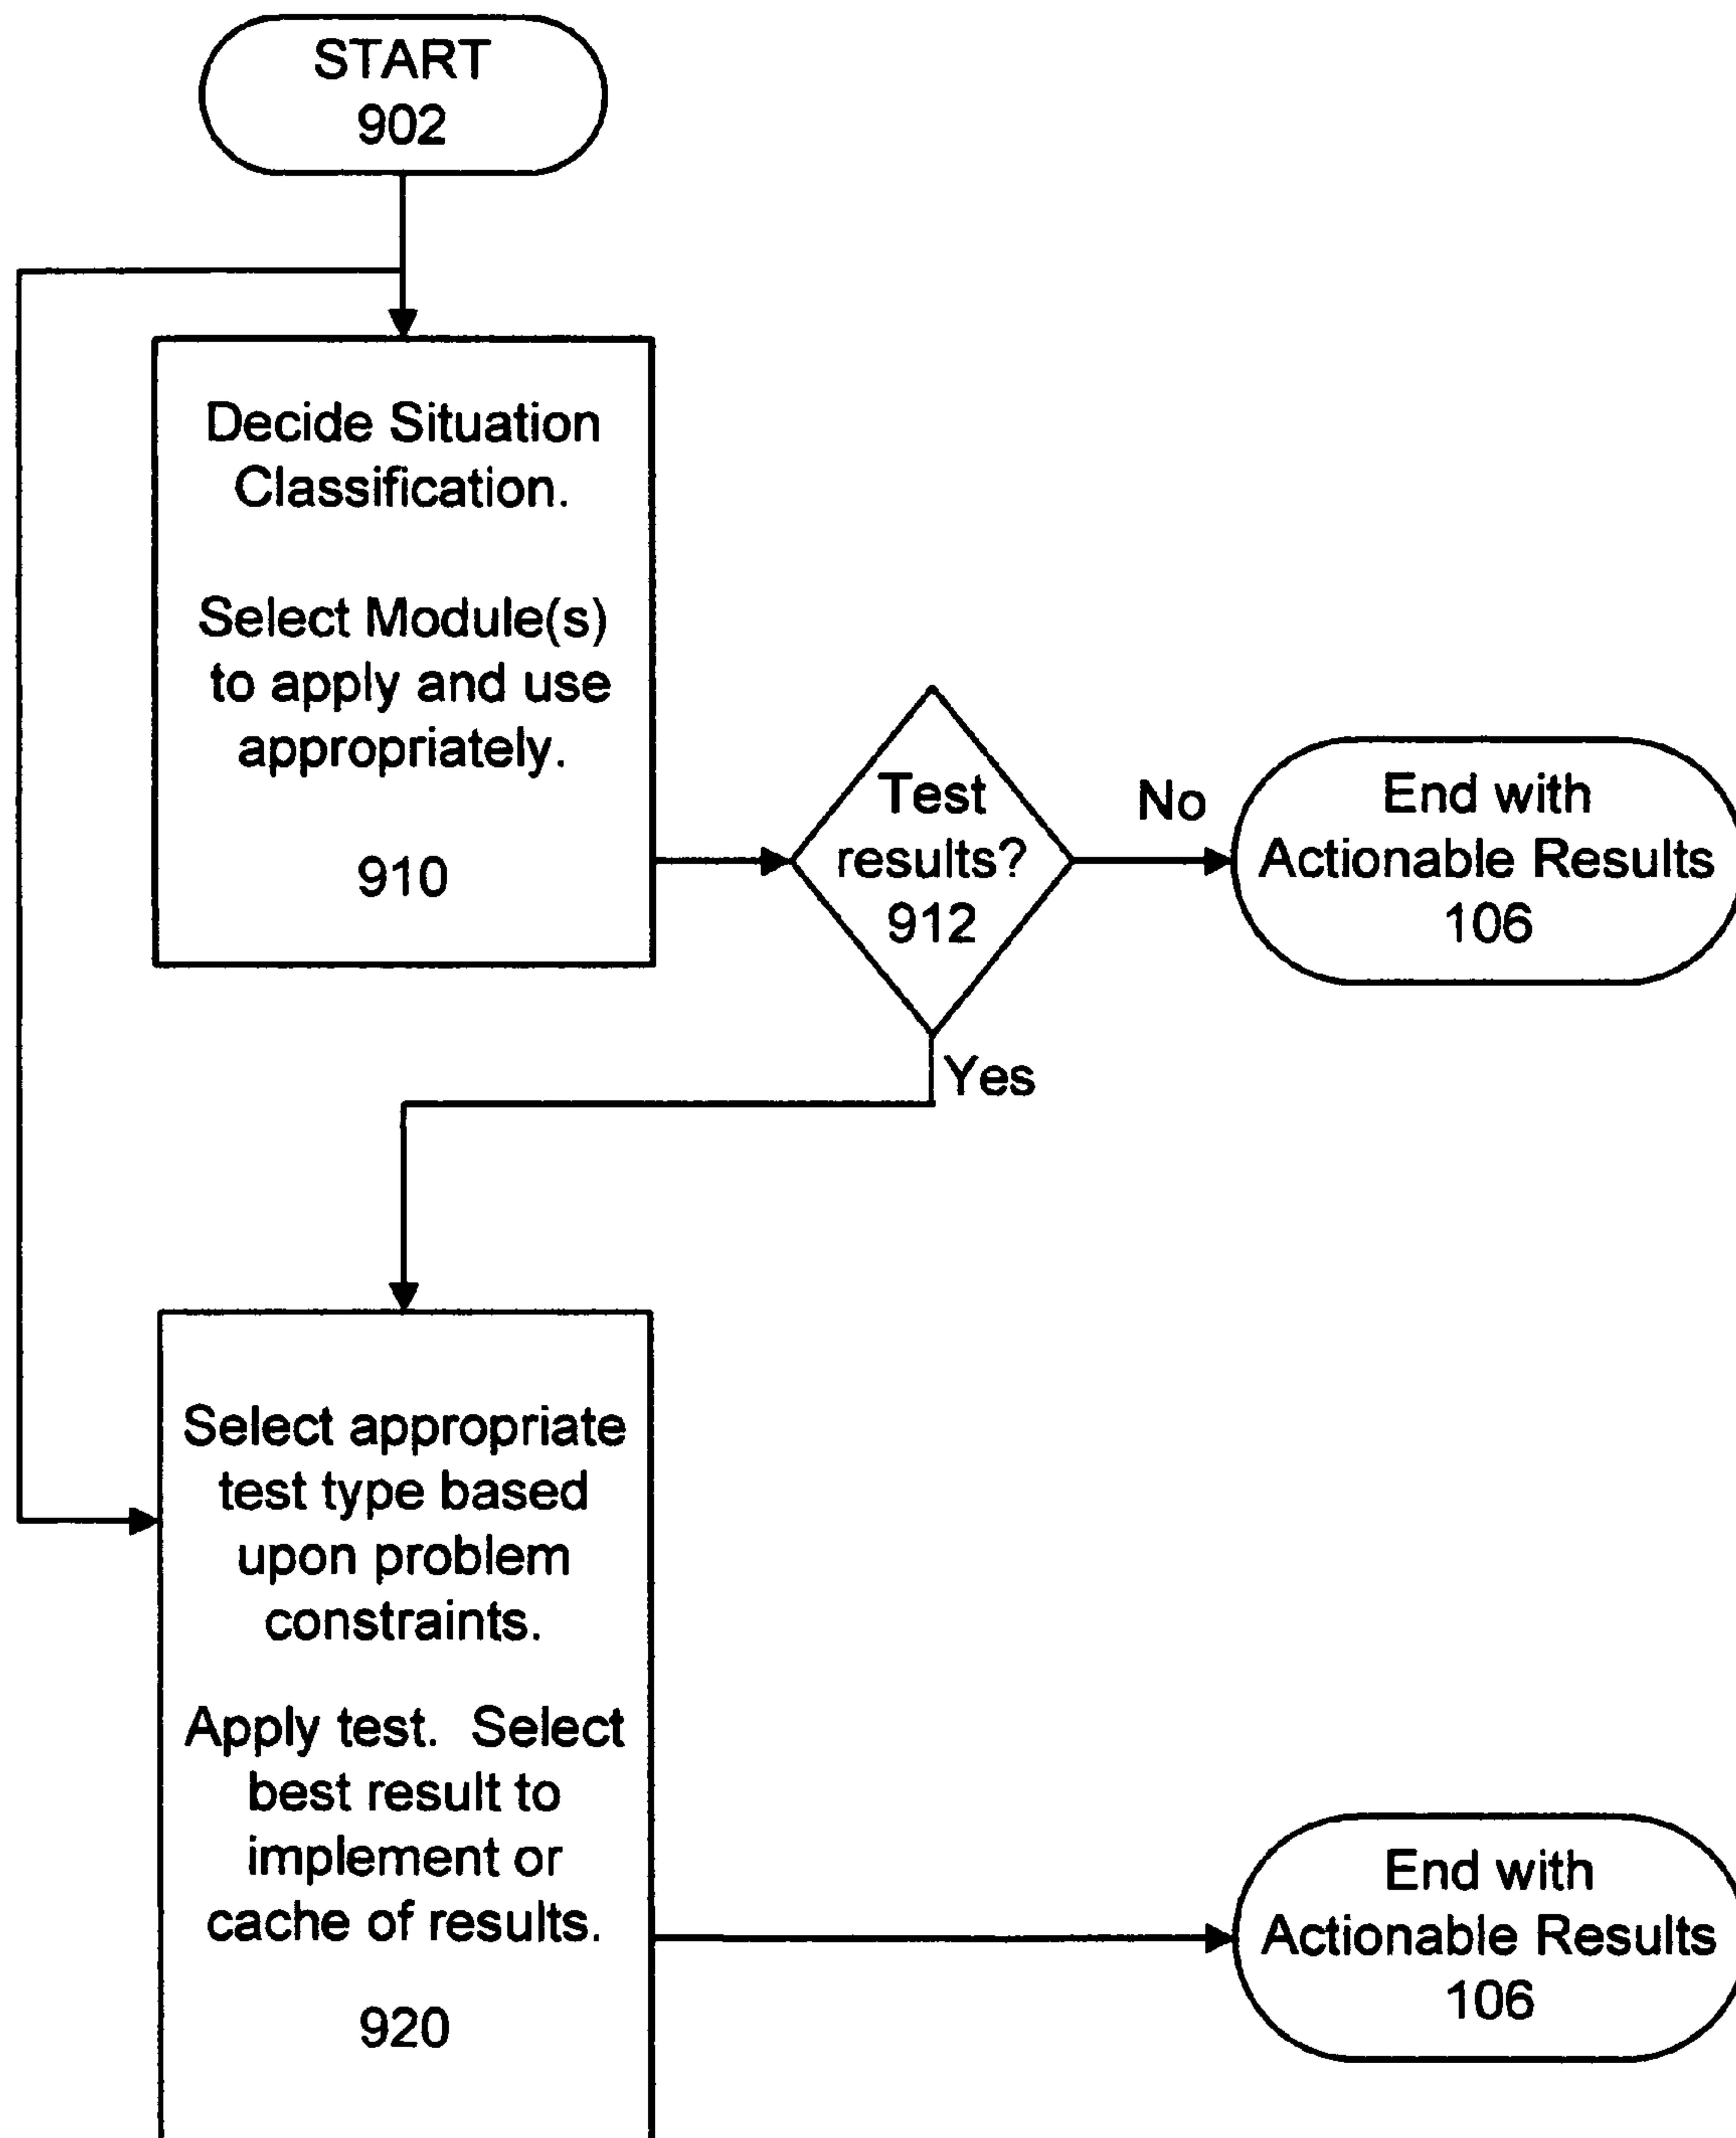 START
902
Decide Situation
Classification.
Select Module(s)
to apply and use
appropriately.
910
Test
results?
912
No
End with
Actionable Results
106
Yes
Select appropriate
test type based
upon problem
constraints.
Apply test.  Select
best result to
implement or
cache of results.
920
End with
Actionable Results
106